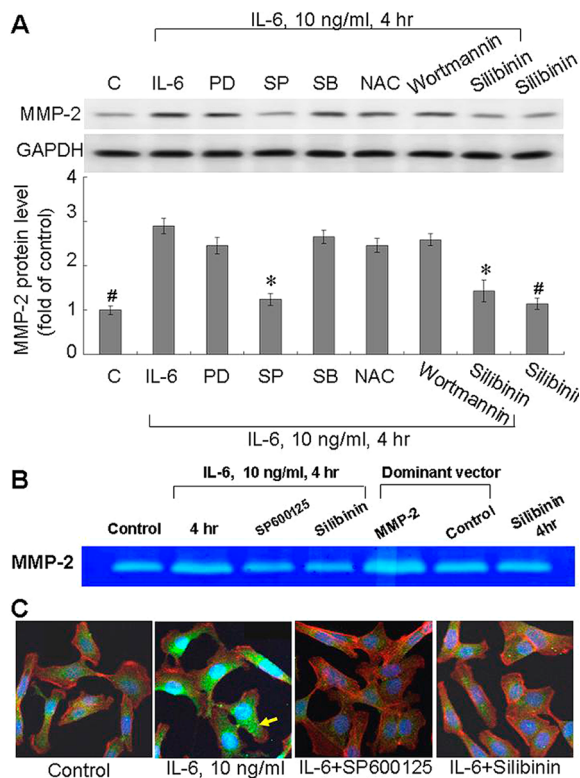 A
IL-6, 10 ng/ml, 4 hr
C IL-6 PD SP SB NAC Wortmannin Silibinin Silibinin
MMP-2
GAPDH
MMP-2 protein level
(fold of control)
4
3
2
1
0
# * * #
C IL-6 PD SP SB NAC Wortmannin Silibinin Silibinin
IL-6, 10 ng/ml, 4 hr
B
IL-6, 10 ng/ml, 4 hr Dominant vector
Control 4 hr SP600125 Silibinin MMP-2 Control Silibinin 4hr
MMP-2
C
Control IL-6, 10 ng/ml IL-6+SP600125 IL-6+Silibinin